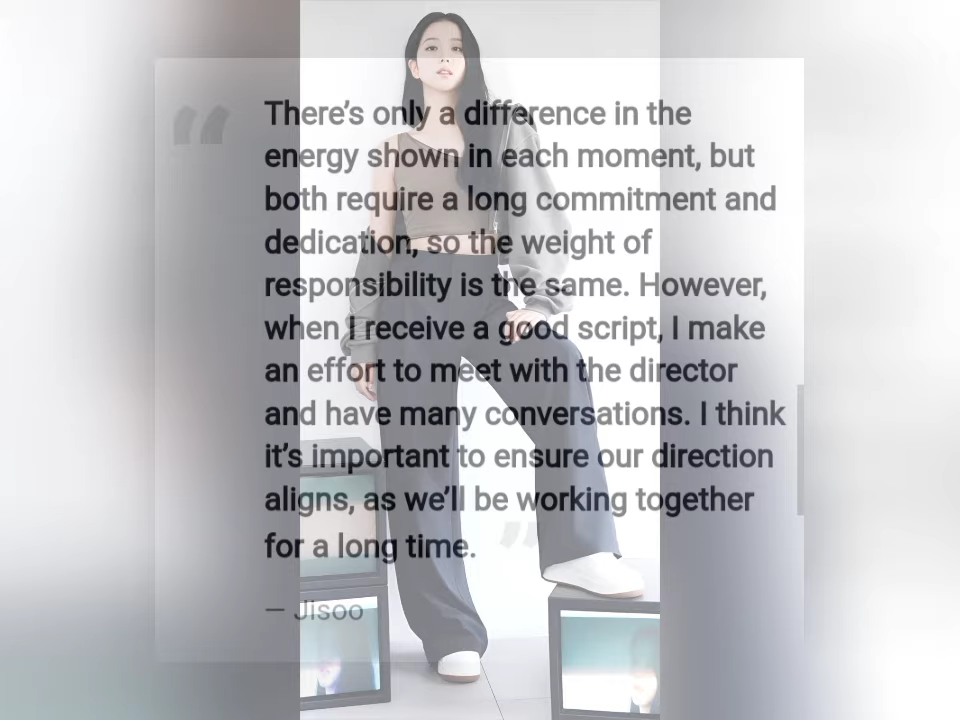 “
There’s only a difference in the
energy shown in each moment, but
both require a long commitment and
dedication, so the weight of
responsibility is the same. However,
when I receive a good script, I make
an effort to meet with the director
and have many conversations. I think
it’s important to ensure our direction
aligns, as we’ll be working together
for a long time.
”
— Jisoo